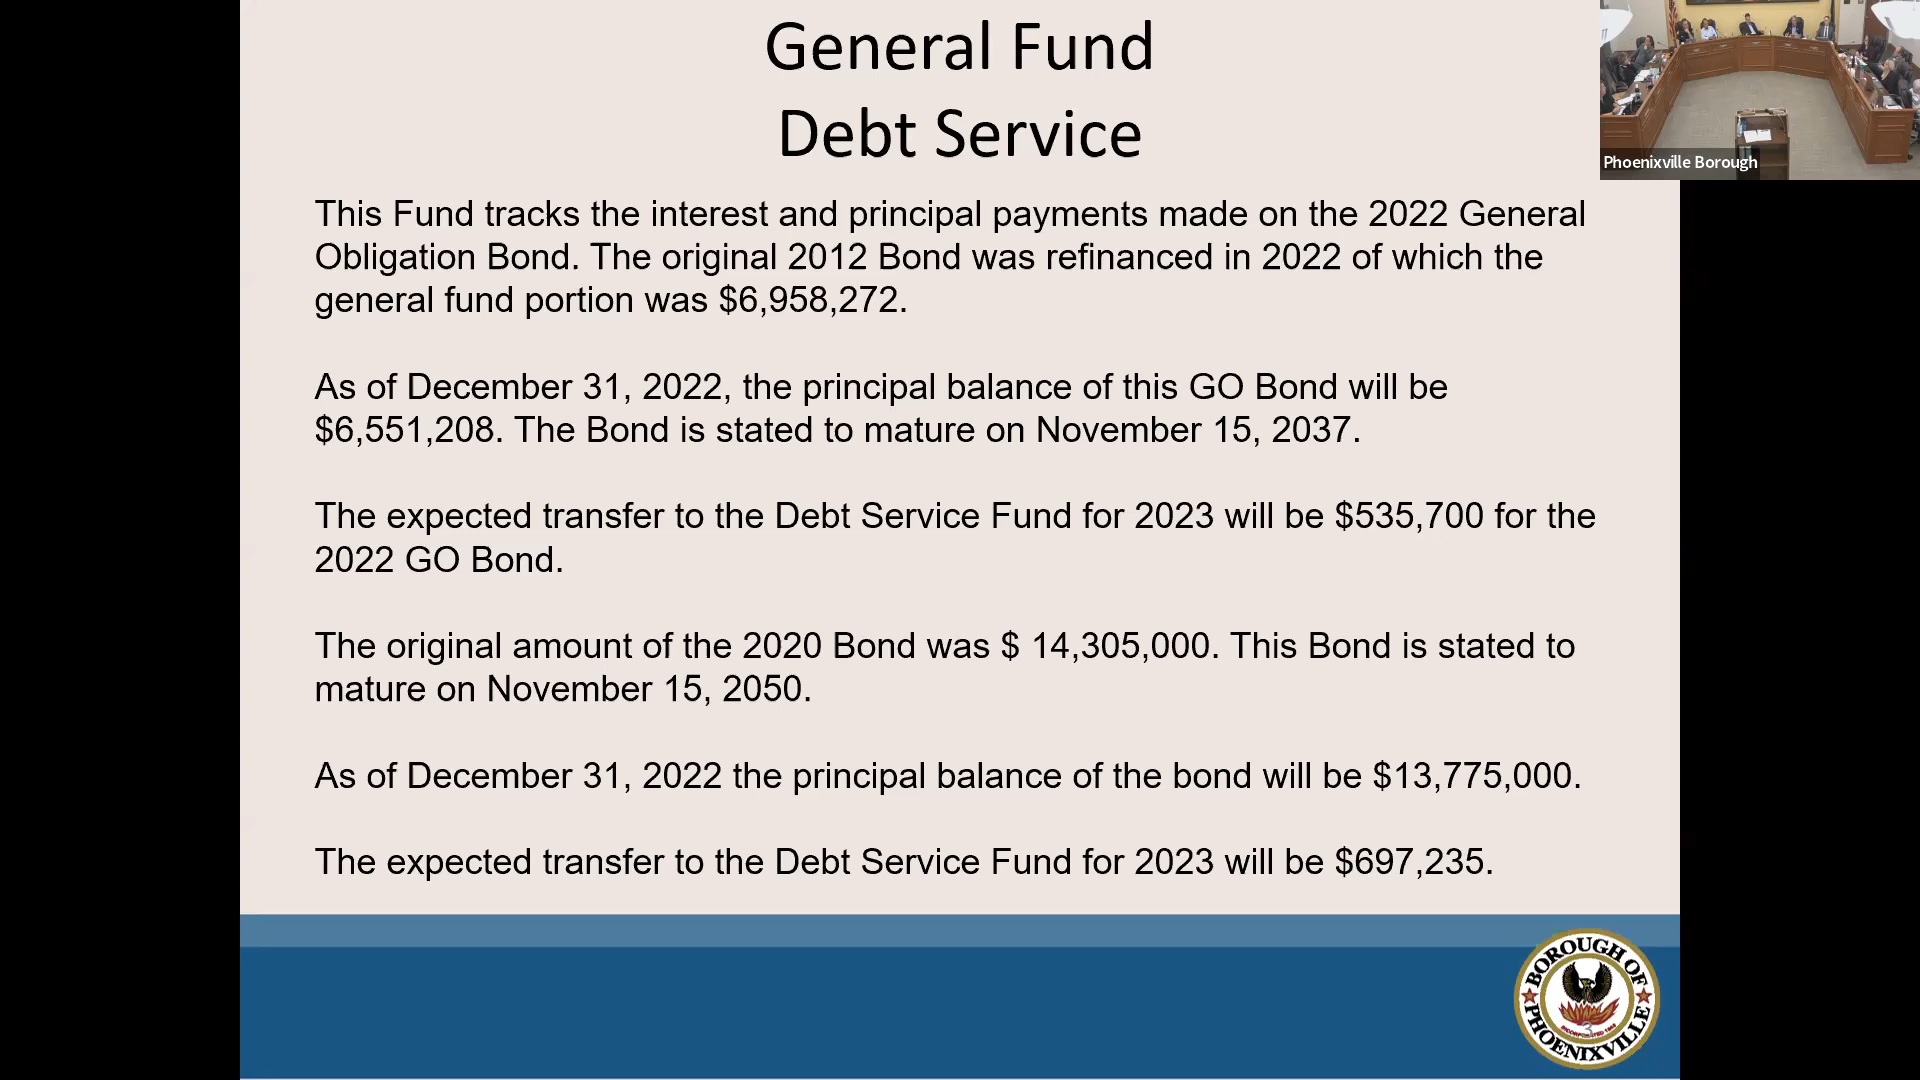 General Fund
Debt Service
Phoenixville Borough
This Fund tracks the interest and principal payments made on the 2022 General
Obligation Bond. The original 2012 Bond was refinanced in 2022 of which the
general fund portion was $6,958,272.
As of December 31, 2022, the principal balance of this GO Bond will be
$6,551,208. The Bond is stated to mature on November 15, 2037.
The expected transfer to the Debt Service Fund for 2023 will be $535,700 for the
2022 GO Bond.
The original amount of the 2020 Bond was $ 14,305,000. This Bond is stated to
mature on November 15, 2050.
As of December 31, 2022 the principal balance of the bond will be $13,775,000.
The expected transfer to the Debt Service Fund for 2023 will be $697,235.
BOROUGH OF
PHOENIXVILLE
3